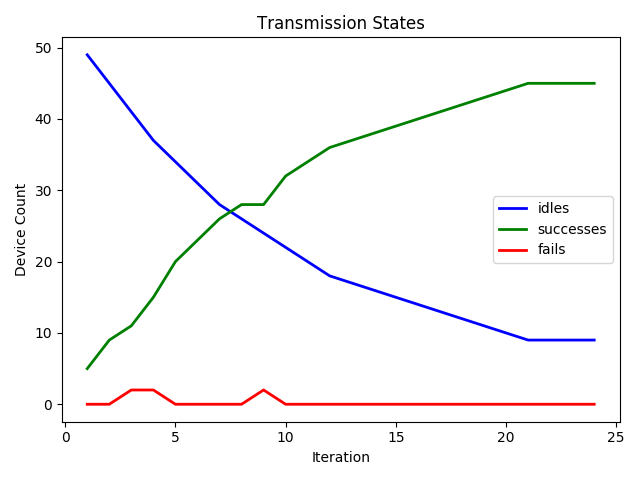 Transmission States
50
40
30
20
10
0
Device Count
idles
successes
fails
0 5 10 15 20 25
Iteration